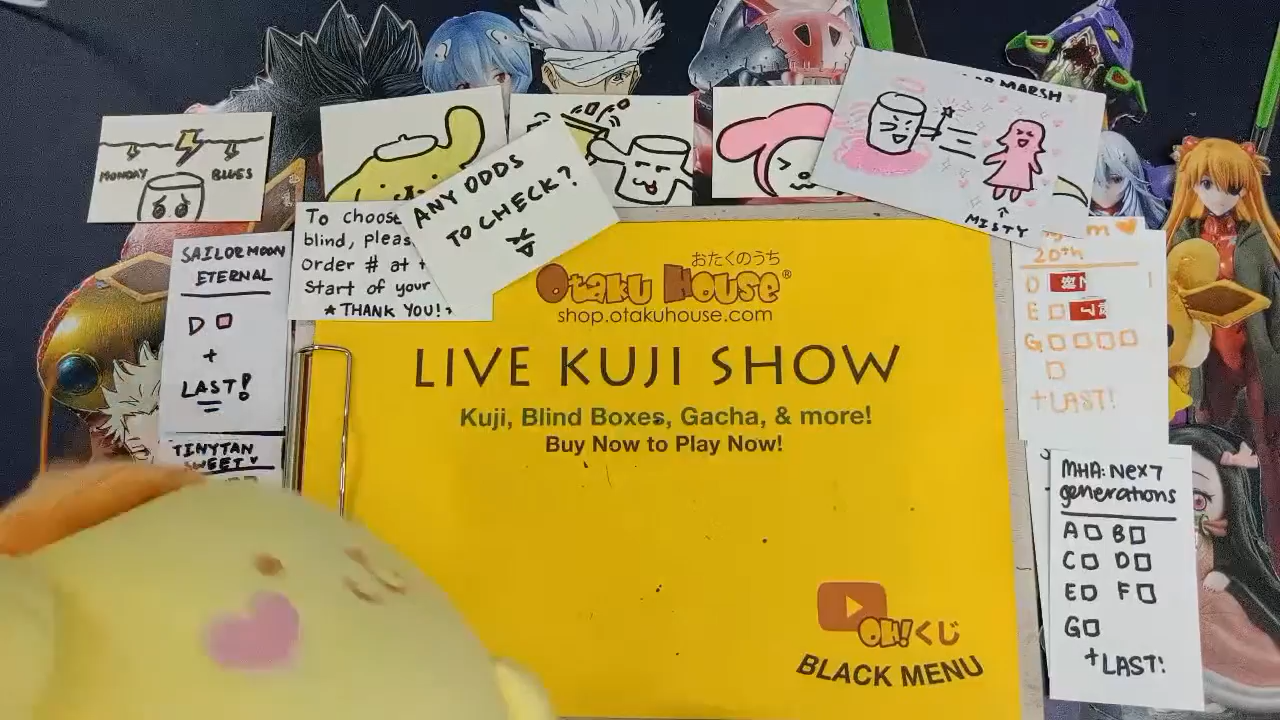 MONDAY BLUES
SAILORMOON
ETERNAL
D
+
LAST!
TINYTAN
SWEET
To choose
blind, pleas
Order # at
Start of your
★ THANK YOU! ★
ANY ODDS
TO CHECK?
MARSH
MISTY
おたくのうち
Otaku House®
shop.otakuhouse.com
LIVE KUJI SHOW
Kuji, Blind Boxes, Gacha, & more!
Buy Now to Play Now!
Oh!くじ
BLACK MENU
20th
D
E
G
+LAST!
MHA: Next
generations
A B
C D
E F
G
+LAST!